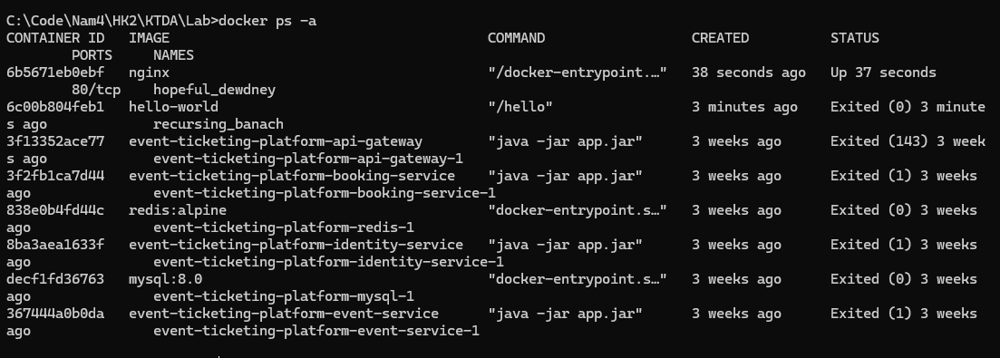 C:\Code\Nam4\HK2\KTDA\Lab>docker ps -a
CONTAINER ID   IMAGE                                       COMMAND                  CREATED          STATUS
        PORTS     NAMES
6b5671eb0ebf   nginx                                       "/docker-entrypoint.…"   38 seconds ago   Up 37 seconds
        80/tcp    hopeful_dewdney
6c00b804feb1   hello-world                                 "/hello"                 3 minutes ago    Exited (0) 3 minute
s ago             recursing_banach
3f13352ace77   event-ticketing-platform-api-gateway        "java -jar app.jar"      3 weeks ago      Exited (143) 3 week
s ago             event-ticketing-platform-api-gateway-1
3f2fb1ca7d44   event-ticketing-platform-booking-service    "java -jar app.jar"      3 weeks ago      Exited (1) 3 weeks
ago               event-ticketing-platform-booking-service-1
838e0b4fd44c   redis:alpine                                "docker-entrypoint.s…"   3 weeks ago      Exited (0) 3 weeks
ago               event-ticketing-platform-redis-1
8ba3aea1633f   event-ticketing-platform-identity-service   "java -jar app.jar"      3 weeks ago      Exited (1) 3 weeks
ago               event-ticketing-platform-identity-service-1
decf1fd36763   mysql:8.0                                   "docker-entrypoint.s…"   3 weeks ago      Exited (0) 3 weeks
ago               event-ticketing-platform-mysql-1
367444a0b0da   event-ticketing-platform-event-service      "java -jar app.jar"      3 weeks ago      Exited (1) 3 weeks
ago               event-ticketing-platform-event-service-1